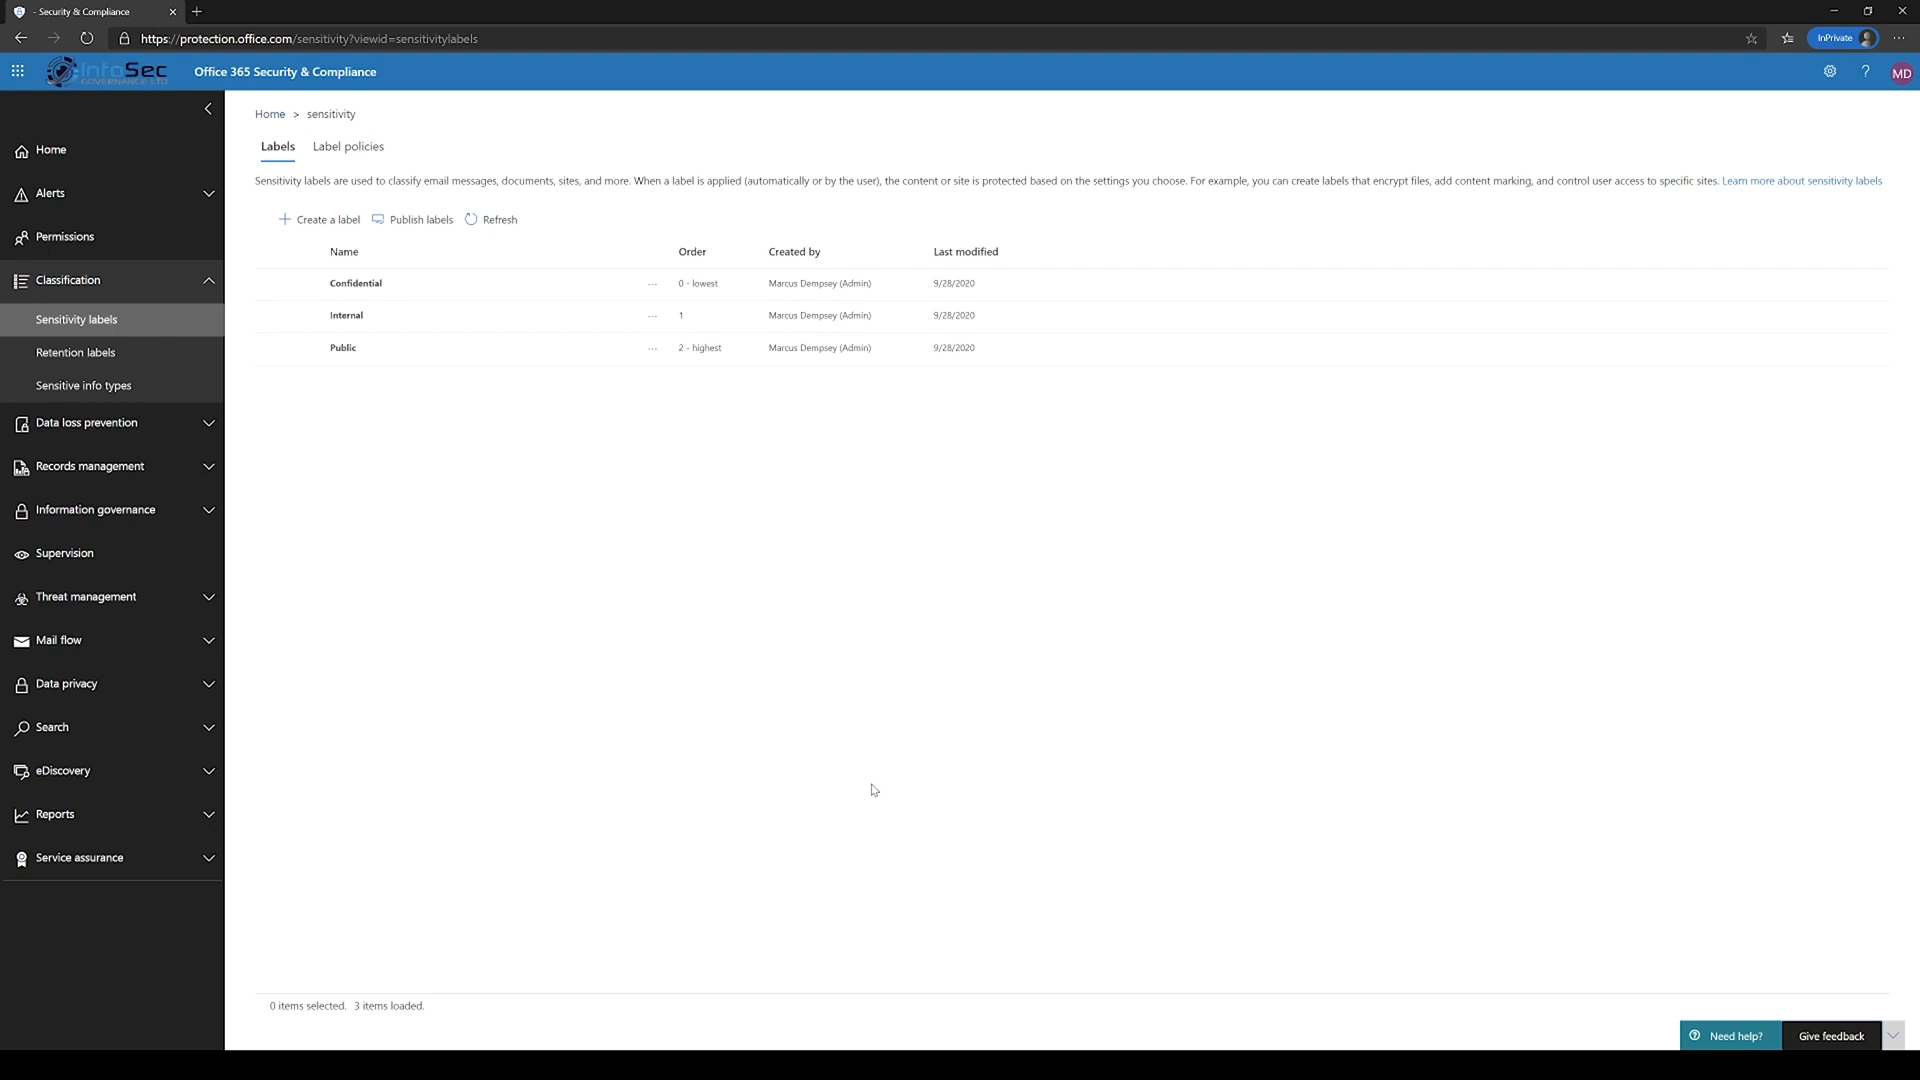 - Security & Compliance
https://protection.office.com/sensitivity?viewid=sensitivitylabels
InPrivate
InfoSec
GOVERNANCE LTD
Office 365 Security & Compliance
?
MD
Home > sensitivity
Labels Label policies
Sensitivity labels are used to classify email messages, documents, sites, and more. When a label is applied (automatically or by the user), the content or site is protected based on the settings you choose. For example, you can create labels that encrypt files, add content marking, and control user access to specific sites. Learn more about sensitivity labels
Create a label Publish labels Refresh
Name Order Created by Last modified
Confidential ... 0 - lowest Marcus Dempsey (Admin) 9/28/2020
Internal ... 1 Marcus Dempsey (Admin) 9/28/2020
Public ... 2 - highest Marcus Dempsey (Admin) 9/28/2020
Home
Alerts
Permissions
Classification
Sensitivity labels
Retention labels
Sensitive info types
Data loss prevention
Records management
Information governance
Supervision
Threat management
Mail flow
Data privacy
Search
eDiscovery
Reports
Service assurance
0 items selected. 3 items loaded.
Need help? Give feedback